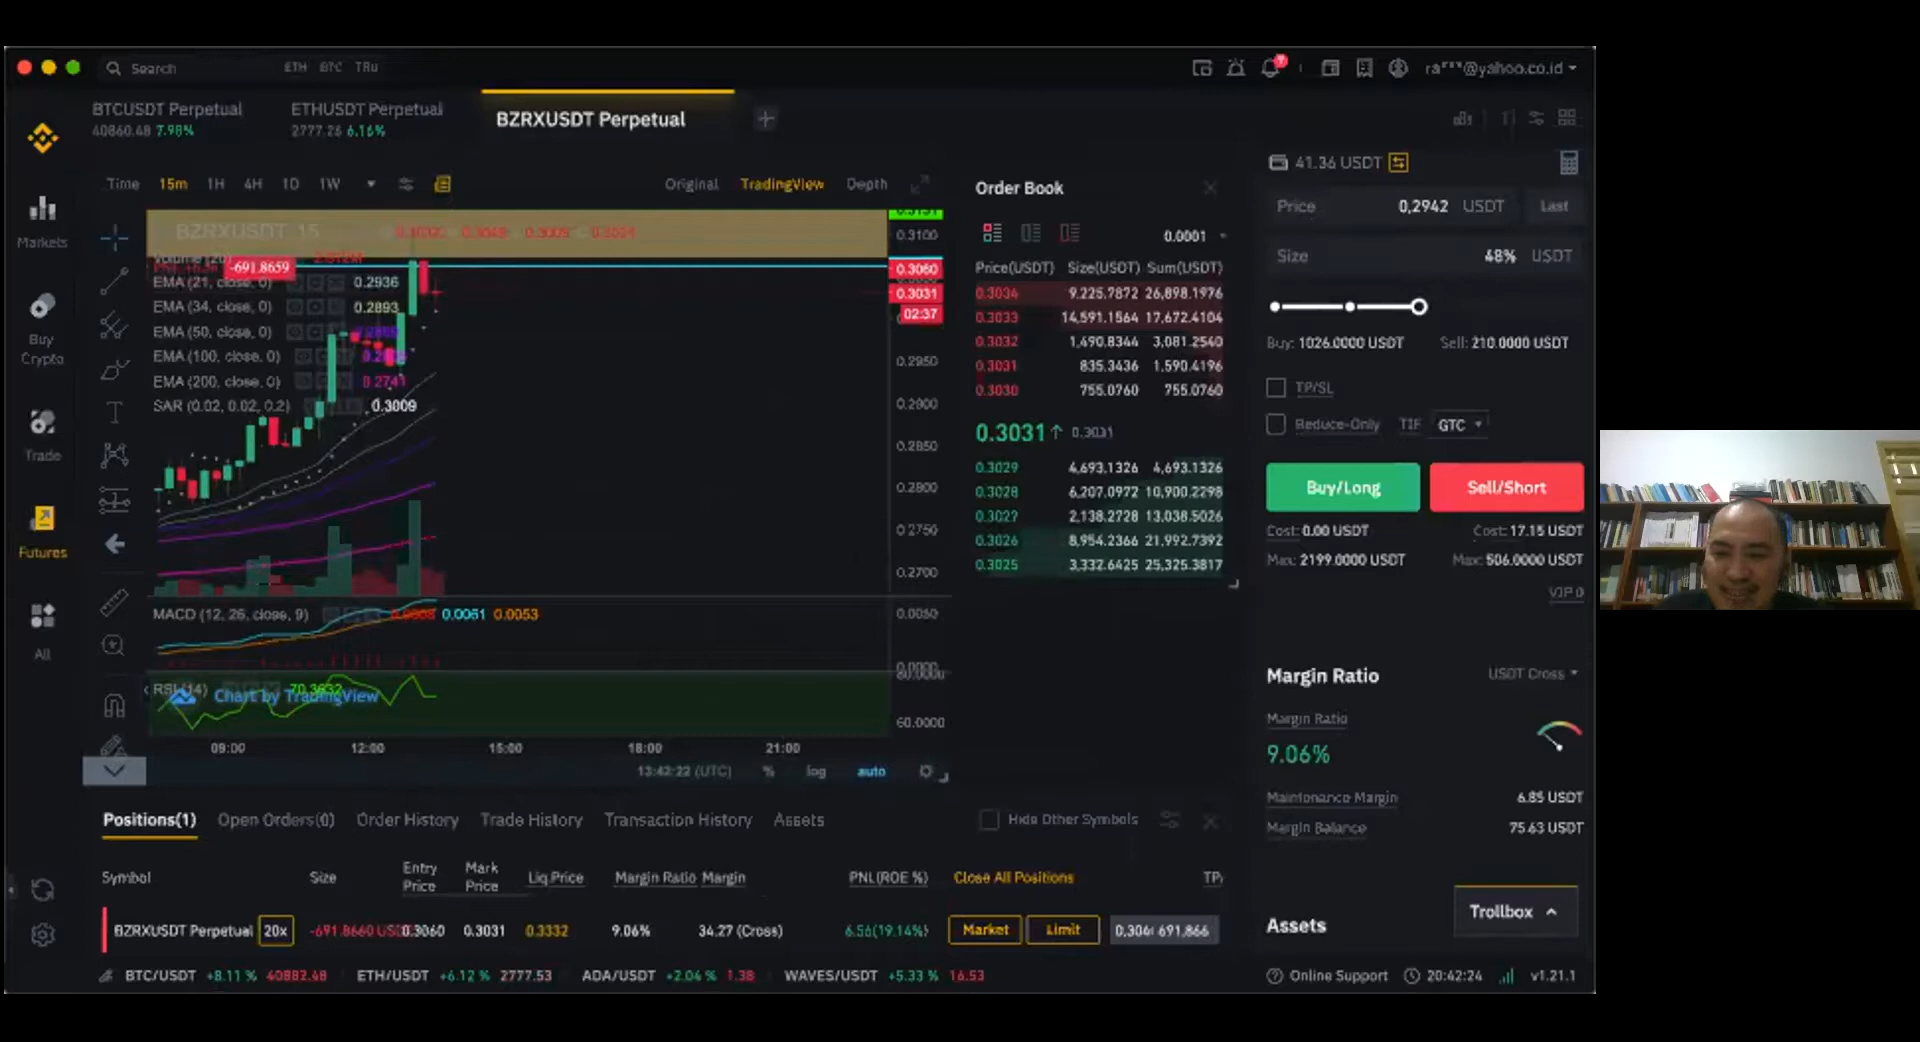 Search ETH BTC TRU ra***@yahoo.co.id
BTCUSDT Perpetual
40860.48 7.98%
ETHUSDT Perpetual
2777.26 6.16%
BZRXUSDT Perpetual
Time 15m 1H 4H 1D 1W Original TradingView Depth
BZRXUSDT 15
-691.8659
EMA (21, close, 0) 0.2936
EMA (34, close, 0) 0.2893
EMA (50, close, 0)
EMA (100, close, 0)
EMA (200, close, 0) 0.2741
SAR (0.02, 0.02, 0.2) 0.3009
0.3100
0.3060
0.3031
02:37
0.2950
0.2900
0.2850
0.2800
0.2750
0.2700
MACD (12, 26, close, 9) 0.0061 0.0053
0.0050
0.0000
RSI (14) 70.3632
Chart by TradingView
60.0000
09:00 12:00 15:00 18:00 21:00
13:42:22 (UTC) % log auto
Markets
Buy
Crypto
Trade
Futures
All
Order Book
0.0001
Price(USDT) Size(USDT) Sum(USDT)
0.3034 9,225.7872 26,898.1976
0.3033 14,591.1564 17,672.4104
0.3032 1,490.8344 3,081.2540
0.3031 835.3436 1,590.4196
0.3030 755.0760 755.0760
0.3031↑ 0.3031
0.3029 4,693.1326 4,693.1326
0.3028 6,207.0972 10,900.2298
0.3027 2,138.2728 13,038.5026
0.3026 8,954.2366 21,992.7392
0.3025 3,332.6425 25,325.3817
41.36 USDT
Price 0,2942 USDT Last
Size 48% USDT
Buy: 1026.0000 USDT Sell: 210.0000 USDT
TP/SL
Reduce-Only TIF GTC
Buy/Long Sell/Short
Cost: 0.00 USDT Cost: 17.15 USDT
Max: 2199.0000 USDT Max: 506.0000 USDT
VIP 0
Margin Ratio USDT Cross
Margin Ratio
9.06%
Maintenance Margin 6.85 USDT
Margin Balance 75.63 USDT
Assets
Trollbox
Positions(1) Open Orders(0) Order History Trade History Transaction History Assets Hide Other Symbols
Symbol Size Entry Price Mark Price Liq.Price Margin Ratio Margin PNL(ROE %) Close All Positions TP/
BZRXUSDT Perpetual 20x 0.3060 0.3031 0.3332 9.06% 34.27 (Cross) 6.56(19.14%) Market Limit 691.866
BTC/USDT +8.11 % 40882.48 ETH/USDT +6.12 % 2777.53 ADA/USDT +2.04 % 1.38 WAVES/USDT +5.33 % 16.53 Online Support 20:42:24 v1.21.1